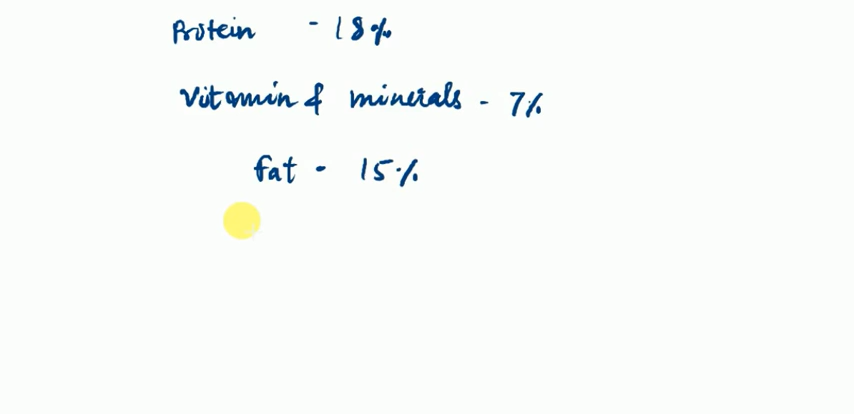 Protein - 18%
Vitamin & minerals - 7%
fat - 15%